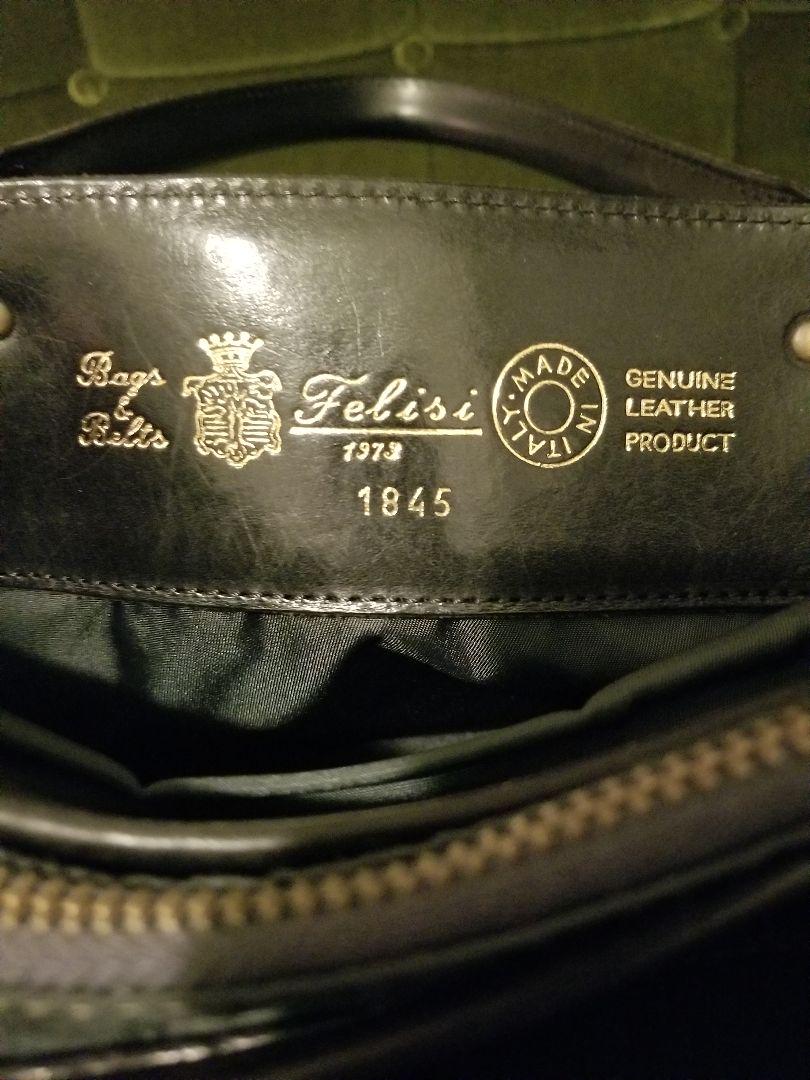 Bags
&
Belts
Felisi
1973
1845
MADE IN ITALY
GENUINE
LEATHER
PRODUCT